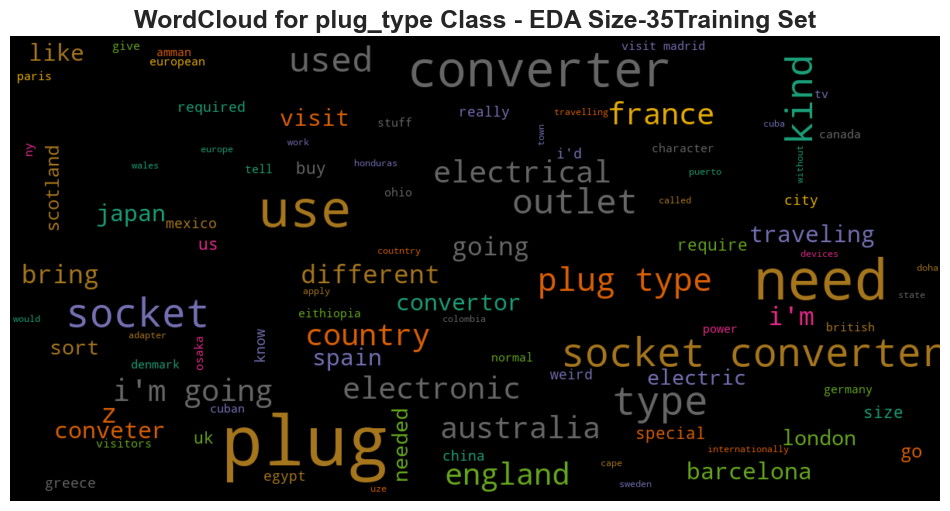 WordCloud for plug_type Class - EDA Size-35Training Set
like
give
amman
european
paris
used
converter
visit madrid
kind
tv
required
visit
stuff
really
travelling
france
town
cuba
canada
ny
wales
europe
work
tell
buy
honduras
i'd
character
without
scotland
japan
mexico
use
ohio
electrical
outlet
puerto
called
city
us
going
country
require
traveling
devices
doha
bring
different
apply
convertor
plug type
need
state
would
socket
adapter
eithiopia
colombia
power
i'm
british
sort
osaka
know
country
spain
normal
socket converter
denmark
weird
electric
germany
i'm going
cuban
electronic
type
size
z
conveter
visitors
uk
plug
needed
australia
special
london
go
china
internationally
greece
egypt
uze
england
cape
sweden
barcelona